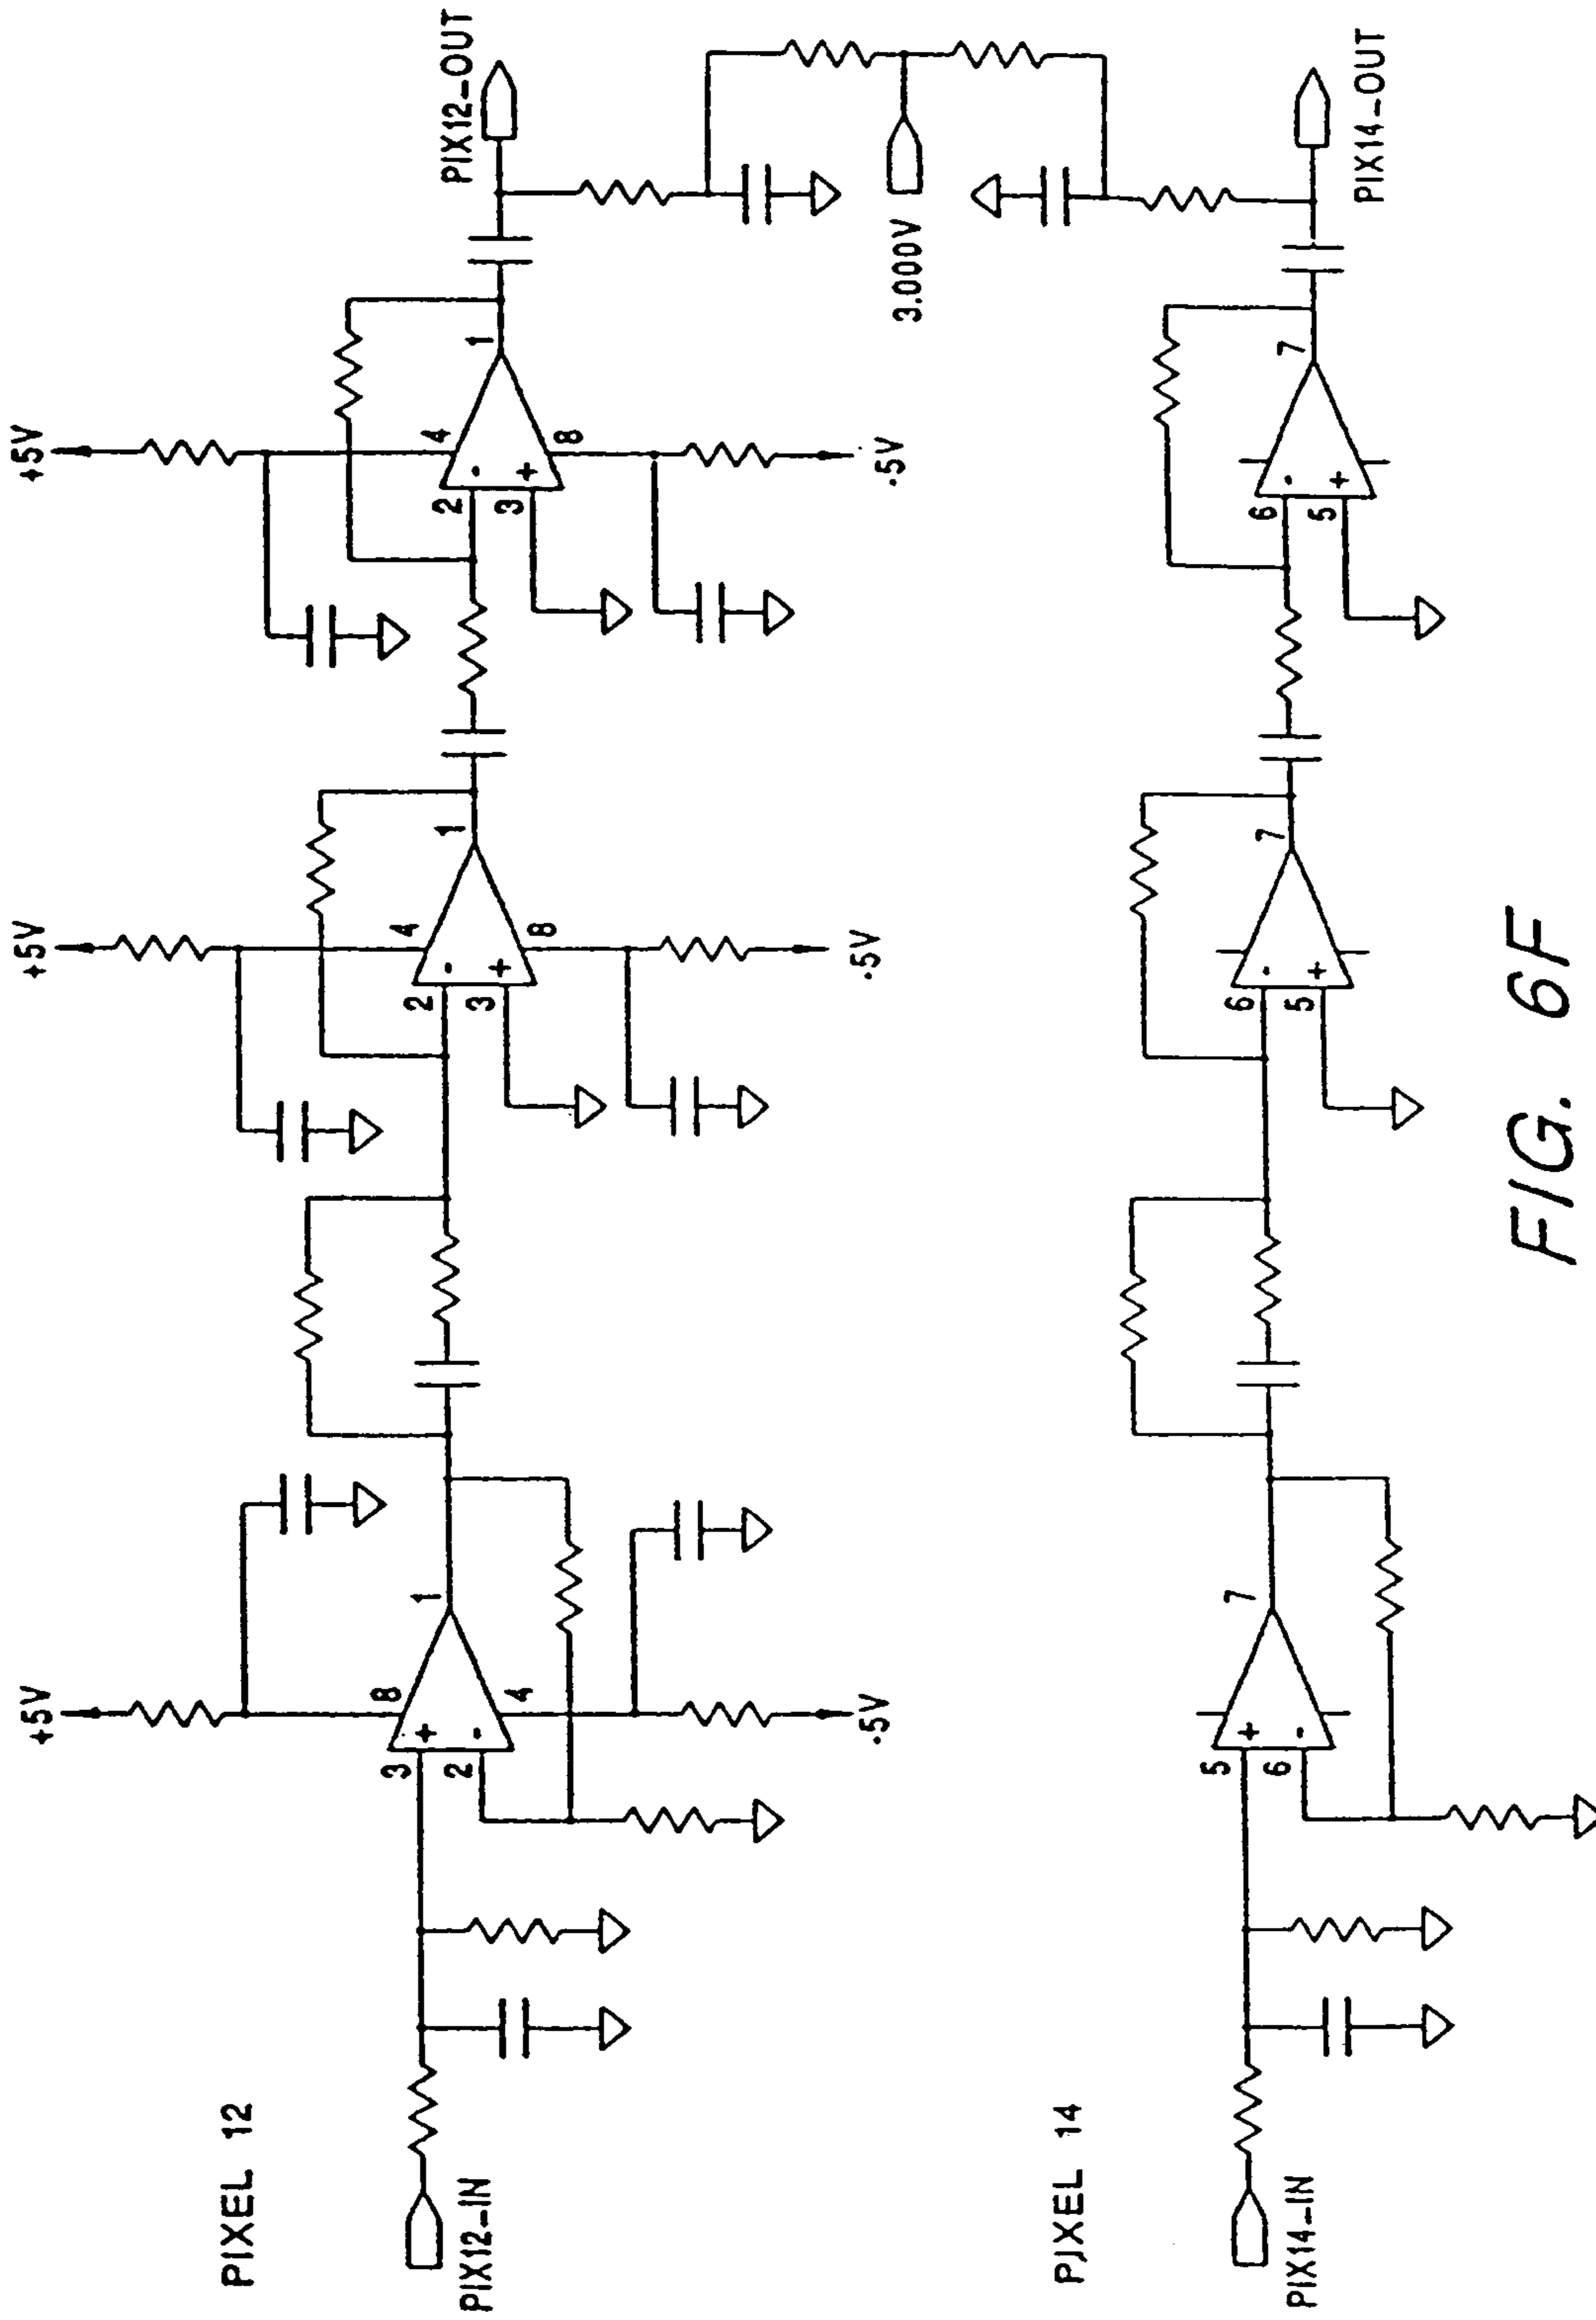 +5V
+5V
+5V
PIXEL 12
PIX12-IN
3
2
8
4
1
-5V
2
3
4
8
1
-5V
2
3
4
8
1
-5V
PIX12-OUT
3.000V
PIXEL 14
PIX14-IN
5
6
7
6
5
7
6
5
7
PIX14-OUT
FIG. 6F